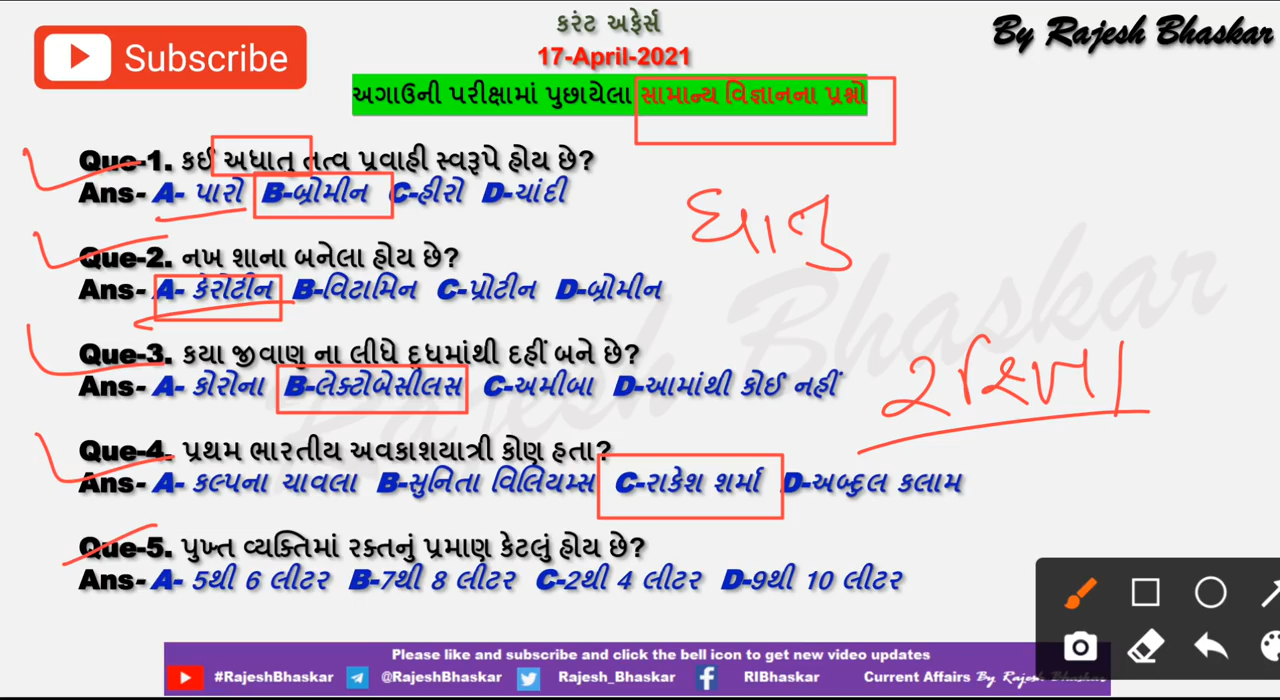 Subscribe
કરંટ અફેર્સ
17-April-2021
By Rajesh Bhaskar
અગાઉની પરીક્ષામાં પુછાયેલા સામાન્ય વિજ્ઞાનના પ્રશ્નો
Que-1. કઈ અધાતુ તત્વ પ્રવાહી સ્વરૂપે હોય છે?
Ans- A- પારો B-બ્રોમીન C-હીરો D-ચાંદી
ધાતુ
Que-2. નખ શાના બનેલા હોય છે?
Ans- A- કેરોટીન B-વિટામિન C-પ્રોટીન D-બ્રોમીન
Que-3. કયા જીવાણુ ના લીધે દુધમાંથી દહીં બને છે?
Ans- A- કોરોના B-લેક્ટોબેસીલસ C-અમીબા D-આમાંથી કોઈ નહીં
Que-4. પ્રથમ ભારતીય અવકાશયાત્રી કોણ હતા?
Ans- A- કલ્પના ચાવલા B-સુનિતા વિલિયમ્સ C-રાકેશ શર્મા D-અબ્દુલ કલામ
Que-5. પુખ્ત વ્યક્તિમાં રક્તનું પ્રમાણ કેટલું હોય છે?
Ans- A- 5થી 6 લીટર B-7થી 8 લીટર C-2થી 4 લીટર D-9થી 10 લીટર
Rajesh Bhaskar
Please like and subscribe and click the bell icon to get new video updates
#RajeshBhaskar @RajeshBhaskar Rajesh_Bhaskar RIBhaskar Current Affairs By Rajesh Bhaskar